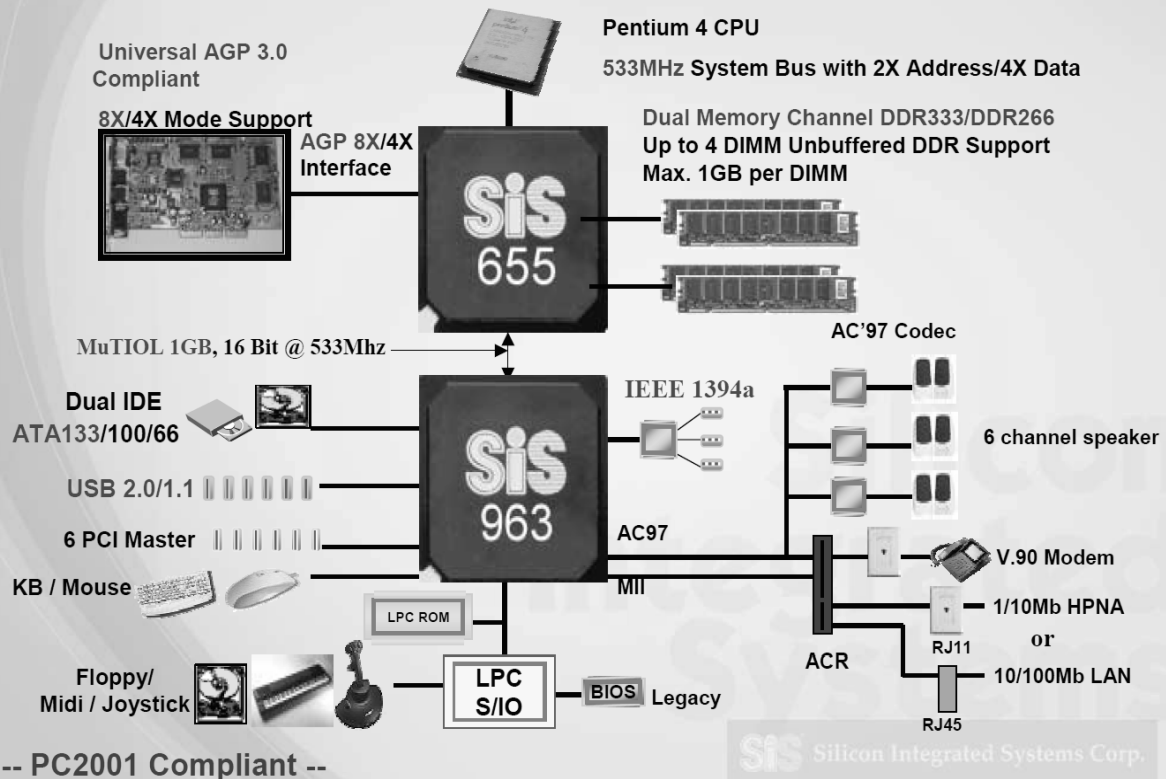 Universal AGP 3.0
Compliant
8X/4X Mode Support
AGP 8X/4X
Interface
Pentium 4 CPU
533MHz System Bus with 2X Address/4X Data
Dual Memory Channel DDR333/DDR266
Up to 4 DIMM Unbuffered DDR Support
Max. 1GB per DIMM
SiS
655
MuTIOL 1GB, 16 Bit @ 533Mhz
AC'97 Codec
Dual IDE
ATA133/100/66
IEEE 1394a
6 channel speaker
USB 2.0/1.1
SiS
963
6 PCI Master
AC97
KB / Mouse
MII
V.90 Modem
LPC ROM
1/10Mb HPNA
RJ11
or
ACR
Floppy/
Midi / Joystick
LPC
S/IO
BIOS
Legacy
10/100Mb LAN
RJ45
-- PC2001 Compliant --
SiS Silicon Integrated Systems Corp.
Silicon
Integrated
Systems